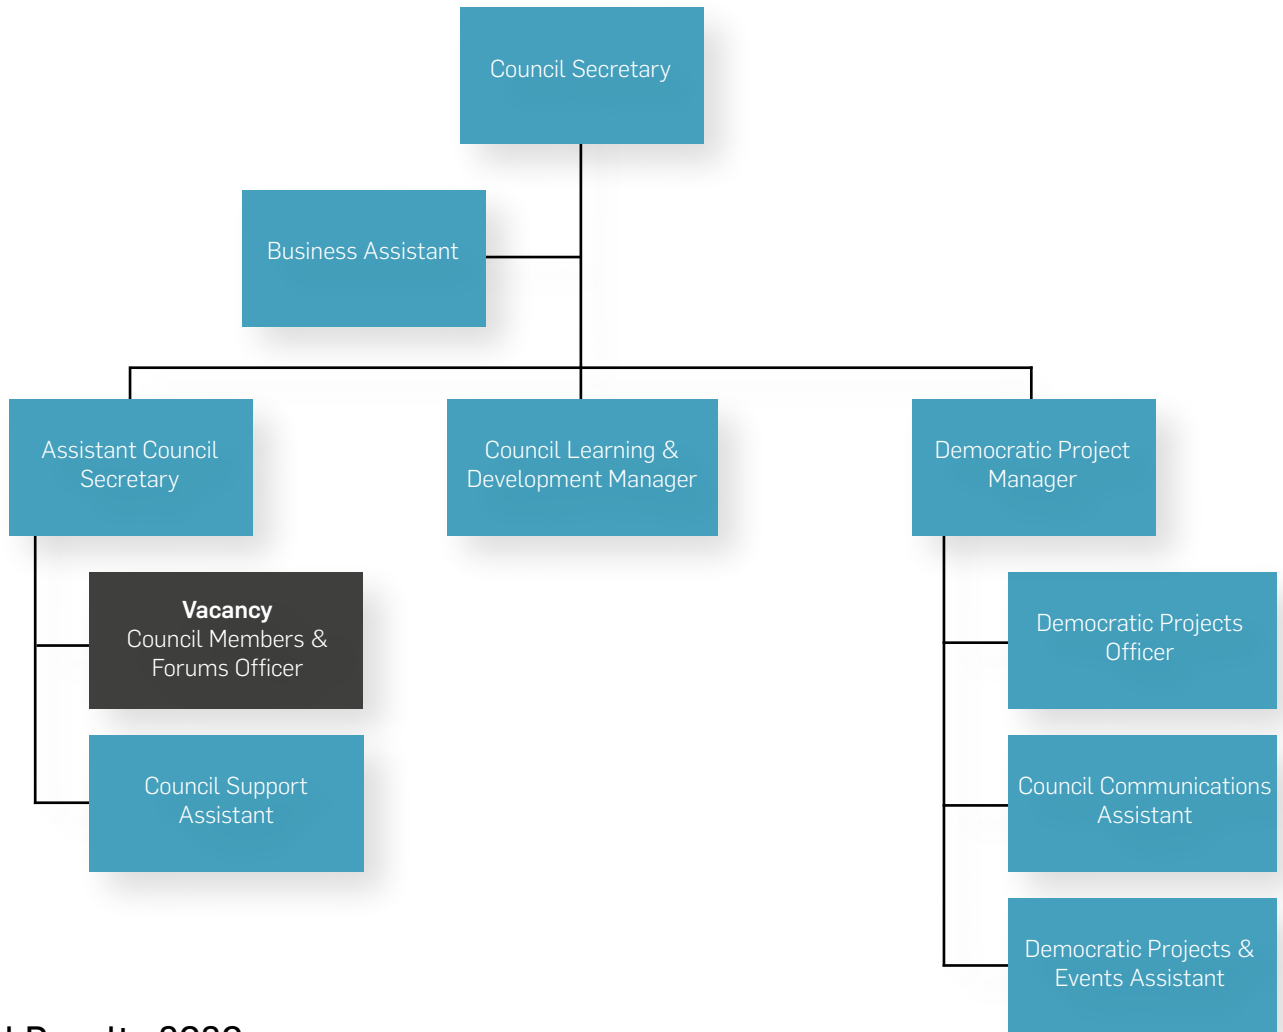 Council Secretary
Business Assistant
Assistant Council
Secretary
Council Learning &
Development Manager
Democratic Project
Manager
Vacancy
Council Members &
Forums Officer
Council Support
Assistant
Democratic Projects
Officer
Council Communications
Assistant
Democratic Projects &
Events Assistant